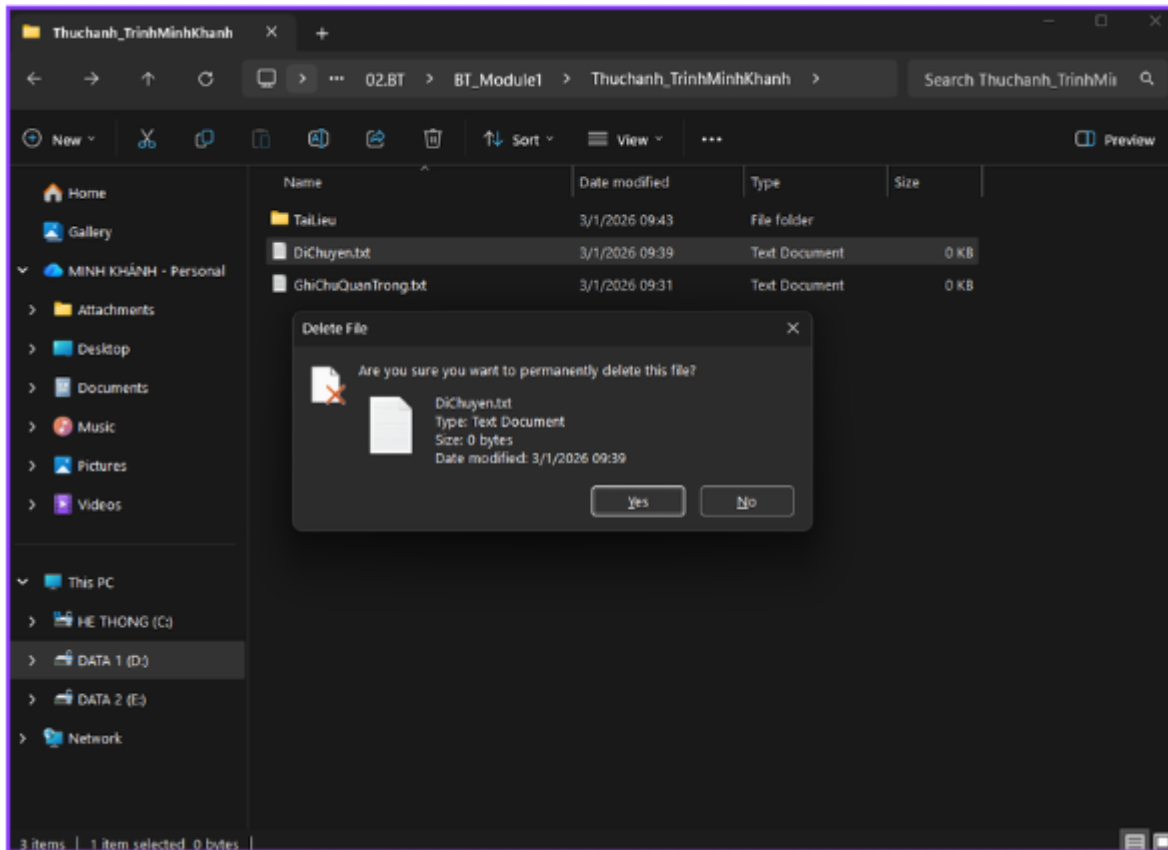 Thuchanh_TrinhMinhKhanh
02.BT > BT_Module1 > Thuchanh_TrinhMinhKhanh >
Search Thuchanh_TrinhMi
New
Sort
View
Preview
Name
Date modified
Type
Size
TaiLieu
3/1/2026 09:43
File folder
DiChuyen.txt
3/1/2026 09:39
Text Document
0 KB
GhiChuQuanTrong.txt
3/1/2026 09:31
Text Document
0 KB
Home
Gallery
MINH KHÁNH - Personal
Attachments
Desktop
Documents
Music
Pictures
Videos
This PC
HE THONG (C:)
DATA 1 (D:)
DATA 2 (E:)
Network
Delete File
Are you sure you want to permanently delete this file?
DiChuyen.txt
Type: Text Document
Size: 0 bytes
Date modified: 3/1/2026 09:39
Yes
No
3 items
1 item selected 0 bytes